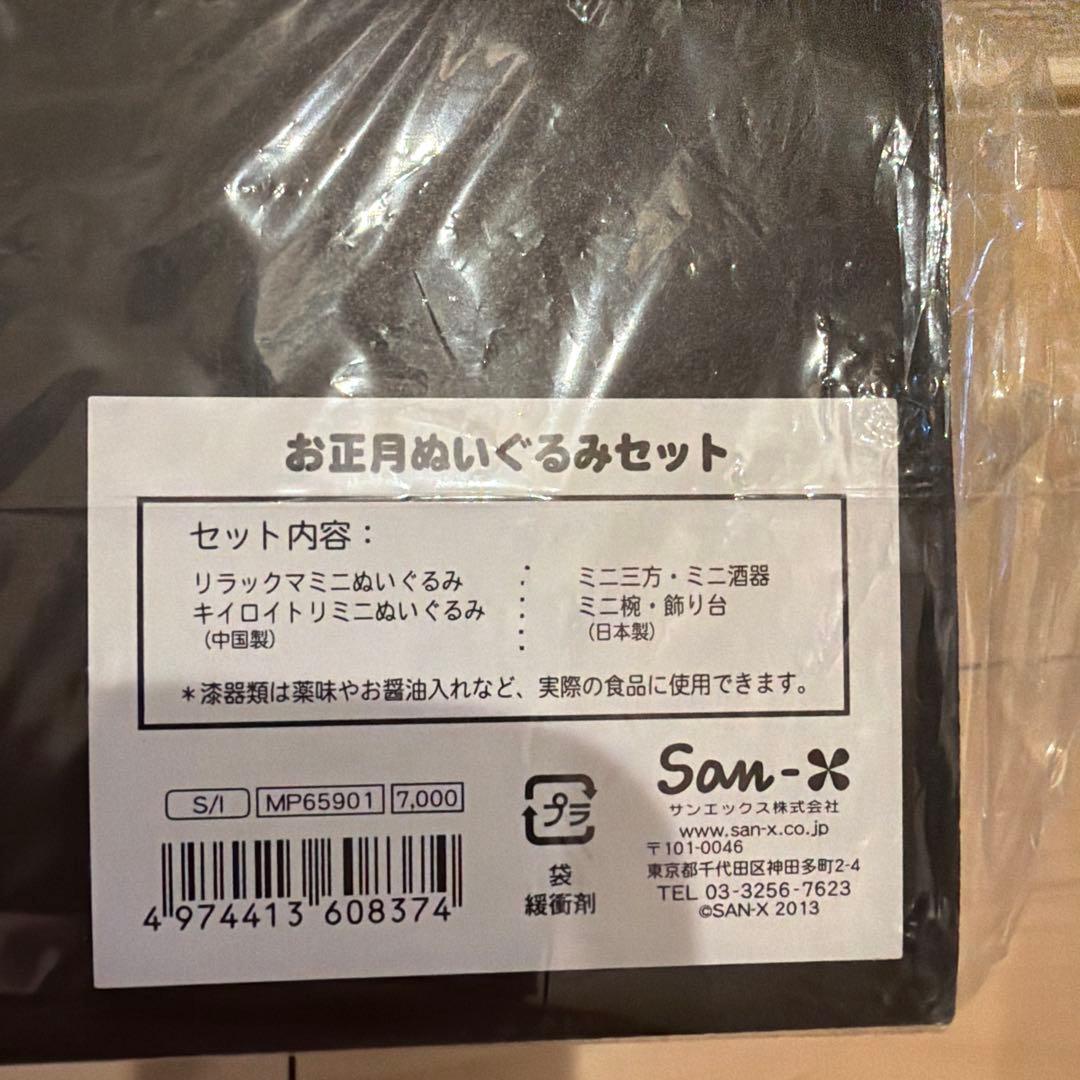 お正月ぬいぐるみセット
セット内容：
リラックマミニぬいぐるみ
キイロイトリミニぬいぐるみ
（中国製）
ミニ三方・ミニ酒器
ミニ椀・飾り台
（日本製）
＊漆器類は薬味やお醤油入れなど、実際の食品に使用できます。
S/I MP65901 7,000
4 974413 608374
プラ
袋
緩衝剤
San-X
サンエックス株式会社
www.san-x.co.jp
〒101-0046
東京都千代田区神田多町2-4
TEL 03-3256-7623
©SAN-X 2013